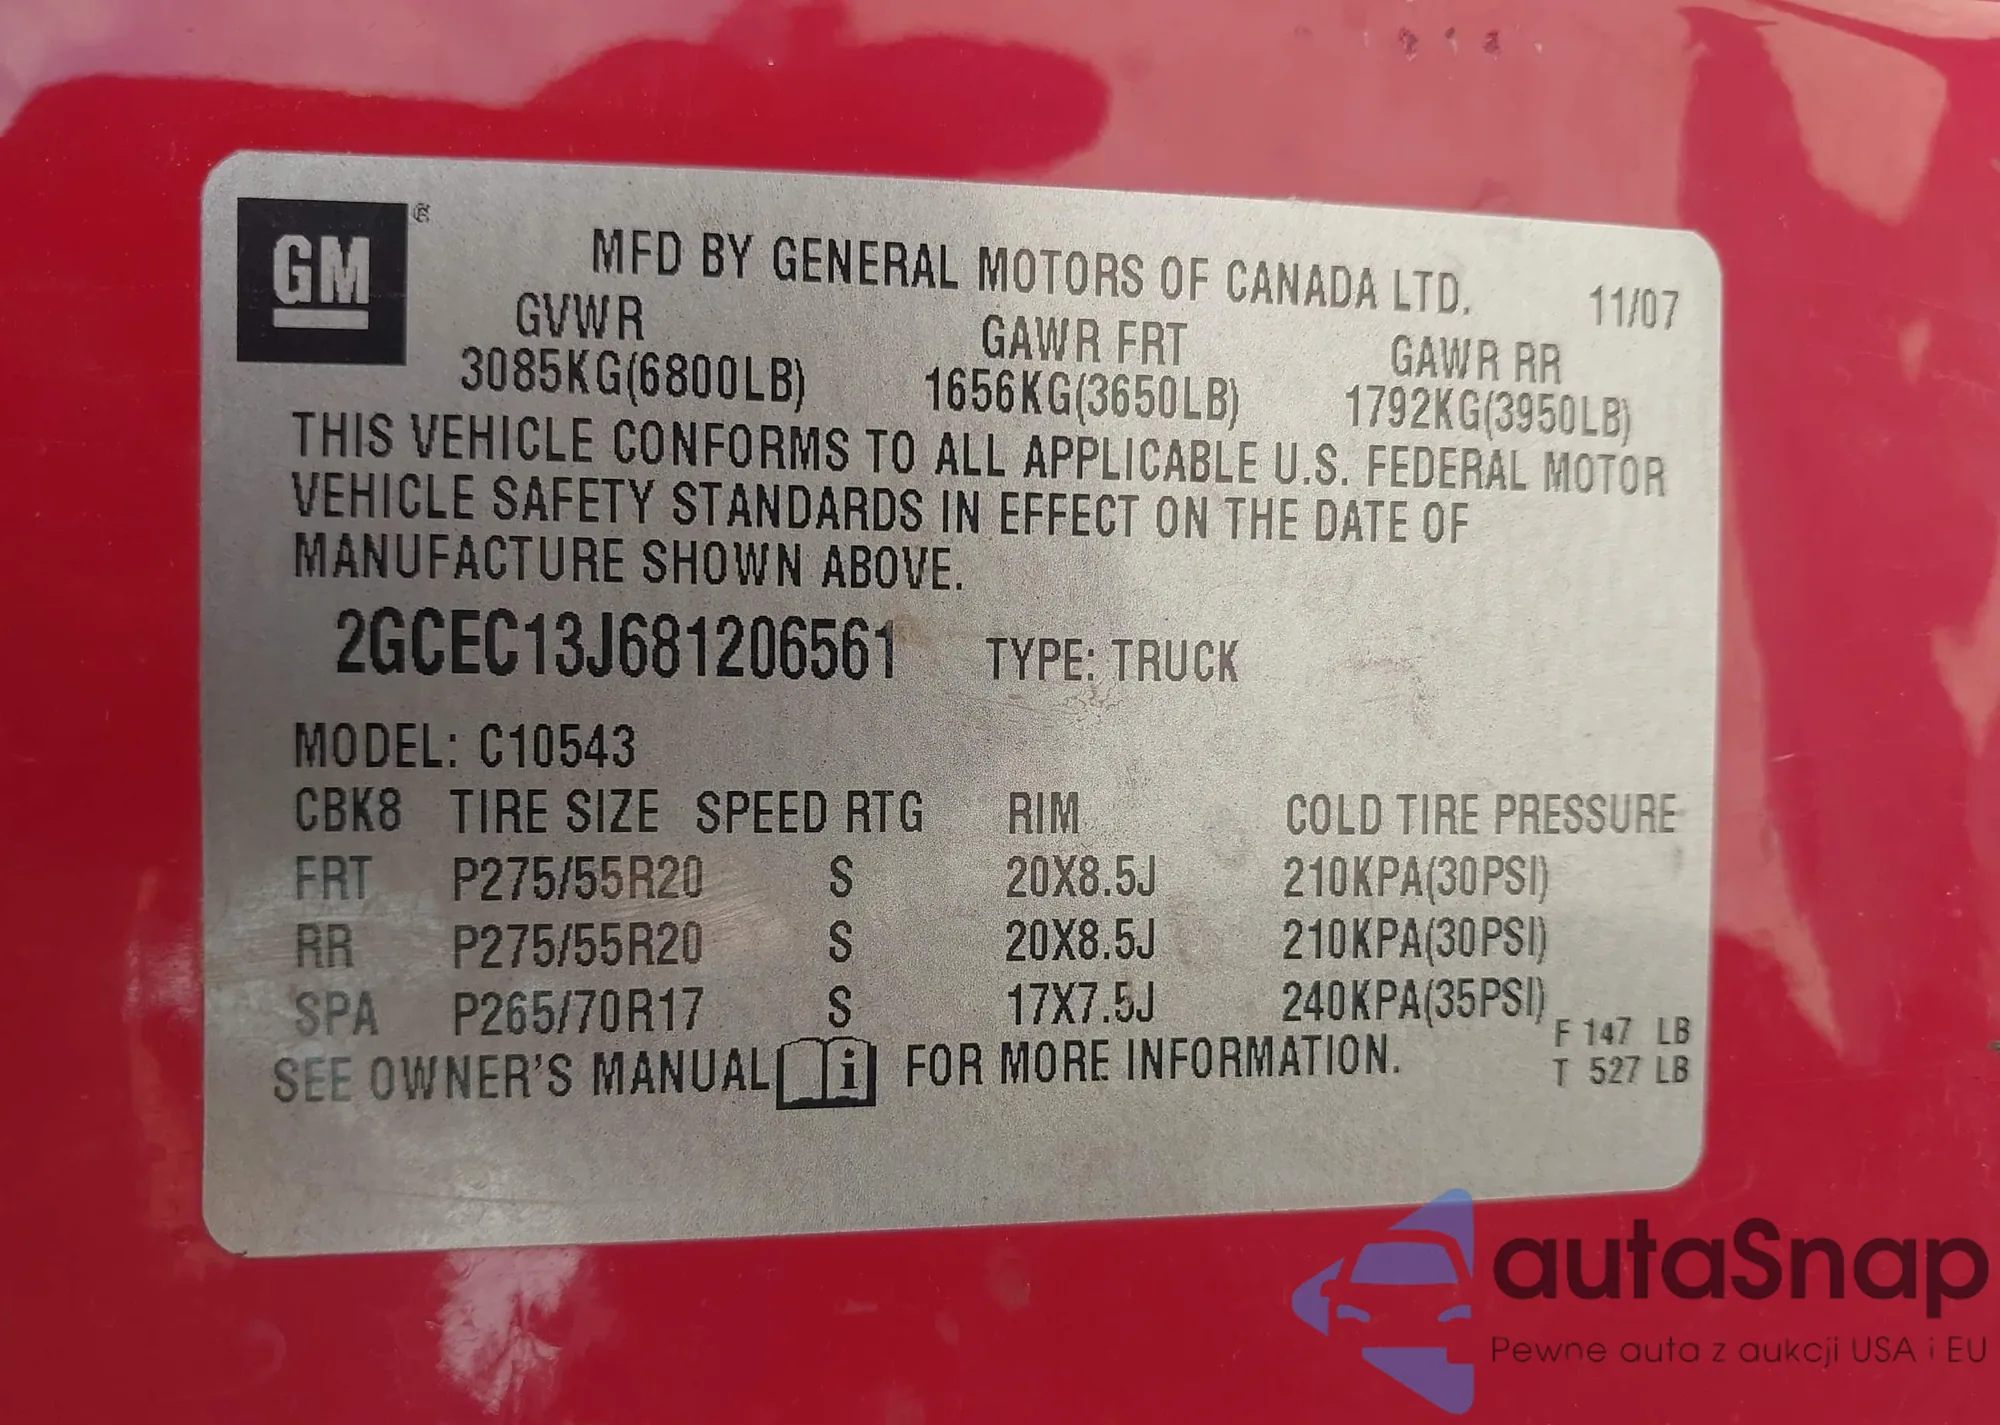 GM ®
MFD BY GENERAL MOTORS OF CANADA LTD. 11/07
GVWR GAWR FRT GAWR RR
3085KG(6800LB) 1656KG(3650LB) 1792KG(3950LB)
THIS VEHICLE CONFORMS TO ALL APPLICABLE U.S. FEDERAL MOTOR
VEHICLE SAFETY STANDARDS IN EFFECT ON THE DATE OF
MANUFACTURE SHOWN ABOVE.
2GCEC13J681206561 TYPE: TRUCK
MODEL: C10543
CBK8 TIRE SIZE SPEED RTG RIM COLD TIRE PRESSURE
FRT P275/55R20 S 20X8.5J 210KPA(30PSI)
RR P275/55R20 S 20X8.5J 210KPA(30PSI)
SPA P265/70R17 S 17X7.5J 240KPA(35PSI)
F 147 LB
SEE OWNER'S MANUAL i FOR MORE INFORMATION. T 527 LB
autaSnap
Pewne auta z aukcji USA i EU